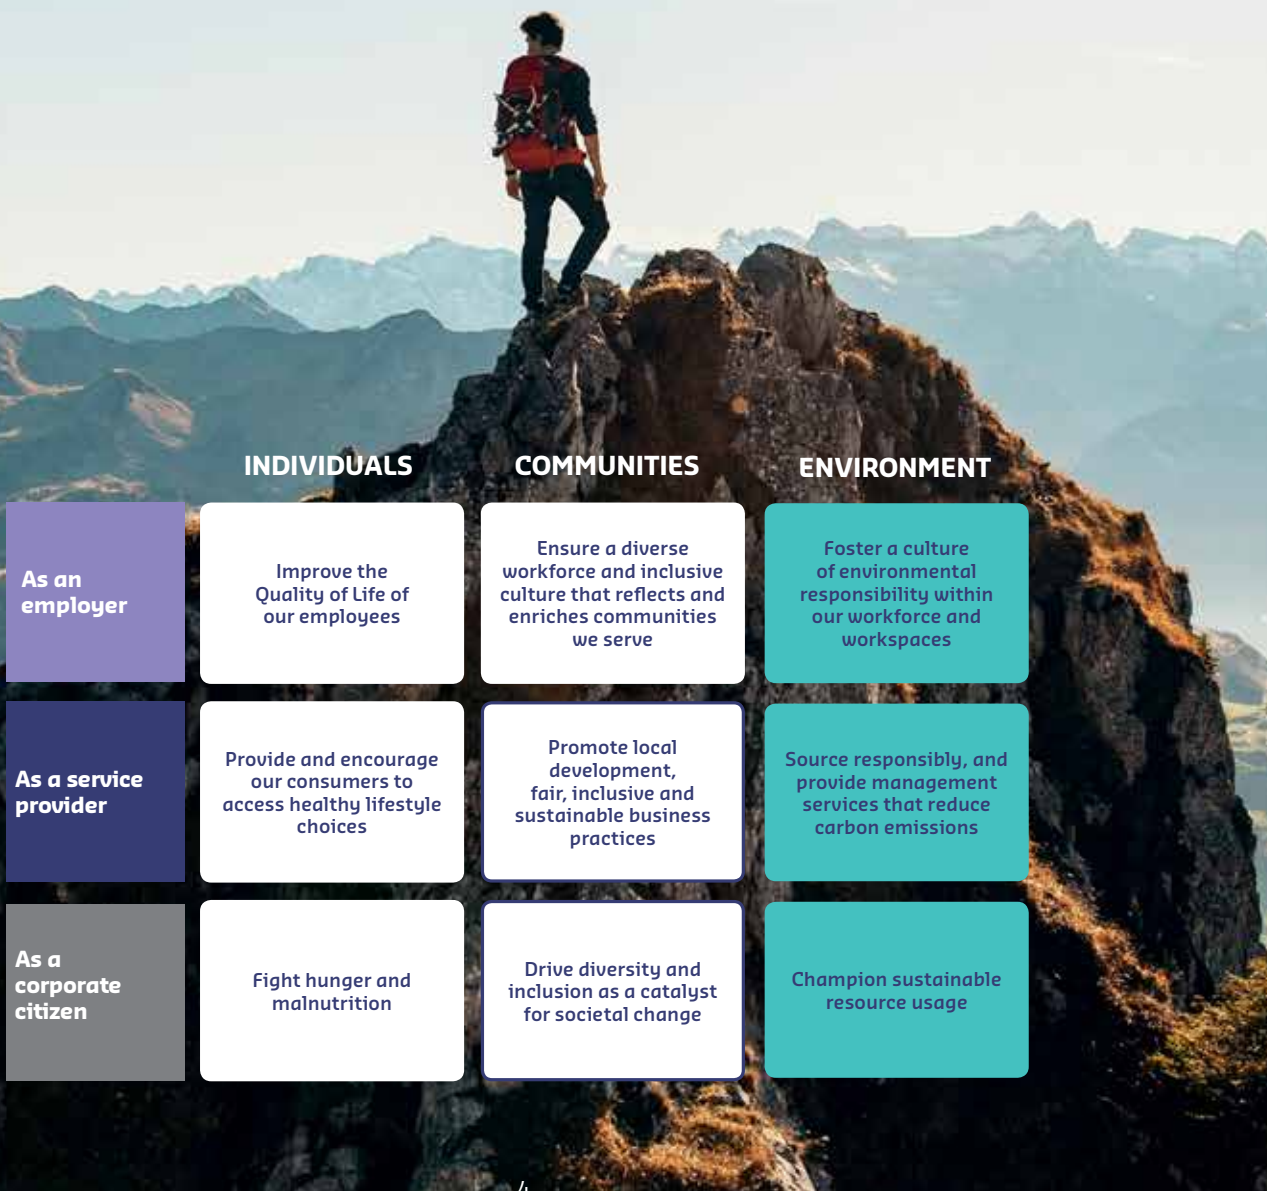 INDIVIDUALS
COMMUNITIES
ENVIRONMENT
As an
employer
Improve the
Quality of Life of
our employees
Ensure a diverse
workforce and inclusive
culture that reflects and
enriches communities
we serve
Foster a culture
of environmental
responsibility within
our workforce and
workspaces
As a service
provider
Provide and encourage
our consumers to
access healthy lifestyle
choices
Promote local
development,
fair, inclusive and
sustainable business
practices
Source responsibly, and
provide management
services that reduce
carbon emissions
As a
corporate
citizen
Fight hunger and
malnutrition
Drive diversity and
inclusion as a catalyst
for societal change
Champion sustainable
resource usage